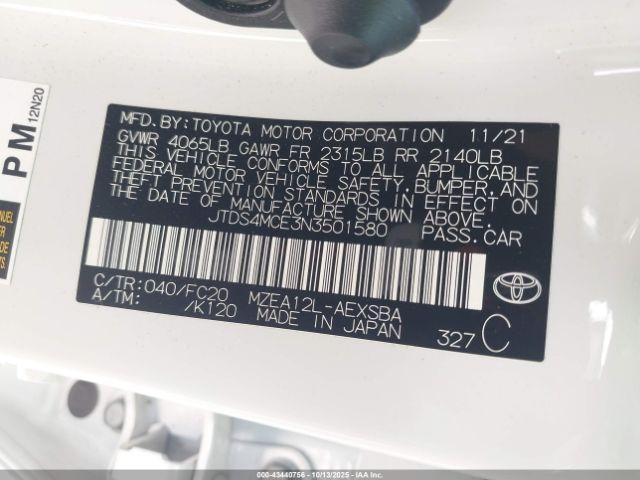 PM 12N20
MFD. BY: TOYOTA MOTOR CORPORATION 11/21
GVWR 4065LB GAWR FR 2315LB RR 2140LB
THIS VEHICLE CONFORMS TO ALL APPLICABLE
FEDERAL MOTOR VEHICLE SAFETY, BUMPER, AND
THEFT PREVENTION STANDARDS IN EFFECT ON
THE DATE OF MANUFACTURE SHOWN ABOVE.
JTDS4MCE3N3501580 PASS.CAR
C/TR: 040/FC20 MZEA12L-AEXSBA
A/TM: /K120 MADE IN JAPAN
327 C
TOYOTA
000-43440756 - 10/13/2025 - IAAI.COM